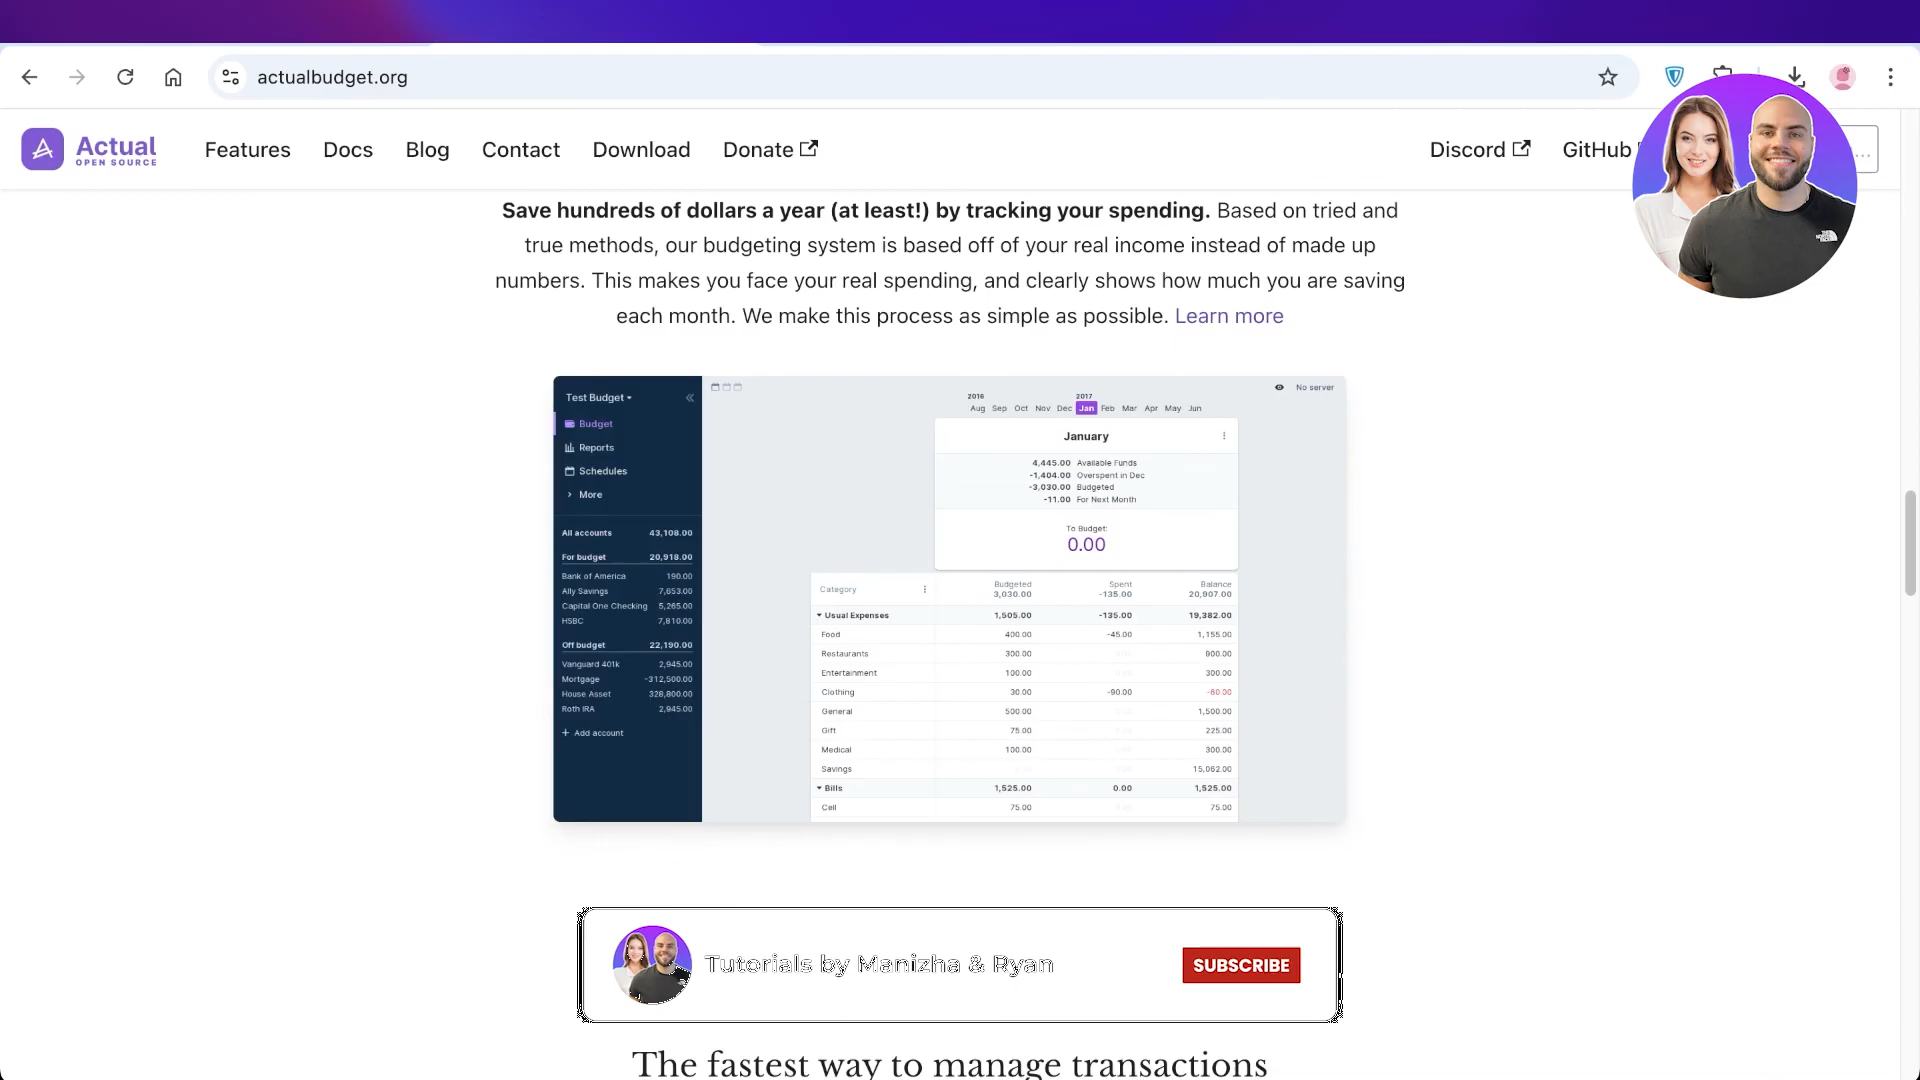 actualbudget.org
Actual
OPEN SOURCE
Features
Docs
Blog
Contact
Download
Donate
Discord
GitHub
Save hundreds of dollars a year (at least!) by tracking your spending. Based on tried and
true methods, our budgeting system is based off of your real income instead of made up
numbers. This makes you face your real spending, and clearly shows how much you are saving
each month. We make this process as simple as possible. Learn more
Test Budget
Budget
Reports
Schedules
More
All accounts 43,108.00
For budget 20,918.00
Bank of America 190.00
Ally Savings 7,653.00
Capital One Checking 5,265.00
HSBC 7,810.00
Off budget 22,190.00
Vanguard 401k 2,945.00
Mortgage -312,500.00
House Asset 328,800.00
Roth IRA 2,945.00
+ Add account
No server
2016 2017
Aug Sep Oct Nov Dec Jan Feb Mar Apr May Jun
January
4,445.00 Available Funds
-1,404.00 Overspent in Dec
-3,030.00 Budgeted
-11.00 For Next Month
To Budget:
0.00
Category Budgeted Spent Balance
3,030.00 -135.00 20,907.00
Usual Expenses 1,505.00 -135.00 19,382.00
Food 400.00 -45.00 1,155.00
Restaurants 300.00 900.00
Entertainment 100.00 300.00
Clothing 30.00 -90.00 -60.00
General 500.00 1,500.00
Gift 75.00 225.00
Medical 100.00 300.00
Savings 15,062.00
Bills 1,525.00 0.00 1,525.00
Cell 75.00 75.00
Tutorials by Manizha & Ryan
SUBSCRIBE
The fastest way to manage transactions